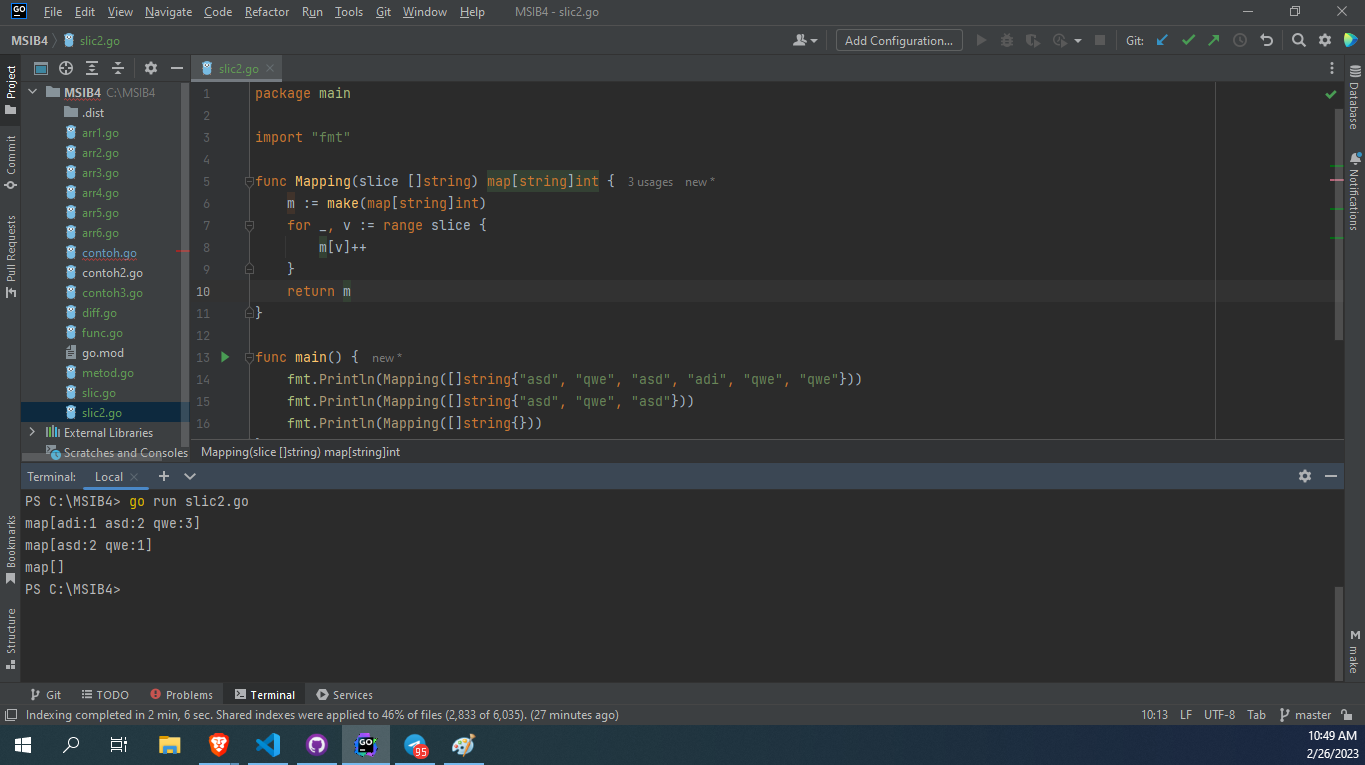 GO File Edit View Navigate Code Refactor Run Tools Git Window Help MSIB4 - slic2.go
MSIB4 slic2.go Add Configuration... Git:
slic2.go
Project
Commit
Pull Requests
Bookmarks
Structure
MSIB4 C:\MSIB4
.dist
arr1.go
arr2.go
arr3.go
arr4.go
arr5.go
arr6.go
contoh.go
contoh2.go
contoh3.go
diff.go
func.go
go.mod
metod.go
slic.go
slic2.go
External Libraries
Scratches and Consoles
1 package main
2
3 import "fmt"
4
5 func Mapping(slice []string) map[string]int { 3 usages new *
6 m := make(map[string]int)
7 for _, v := range slice {
8 m[v]++
9 }
10 return m
11 }
12
13 func main() { new *
14 fmt.Println(Mapping([]string{"asd", "qwe", "asd", "adi", "qwe", "qwe"}))
15 fmt.Println(Mapping([]string{"asd", "qwe", "asd"}))
16 fmt.Println(Mapping([]string{}))
Mapping(slice []string) map[string]int
Database
Notifications
M make
Terminal: Local
PS C:\MSIB4> go run slic2.go
map[adi:1 asd:2 qwe:3]
map[asd:2 qwe:1]
map[]
PS C:\MSIB4>
Git TODO Problems Terminal Services
Indexing completed in 2 min, 6 sec. Shared indexes were applied to 46% of files (2,833 of 6,035). (27 minutes ago) 10:13 LF UTF-8 Tab master
GO 95
10:49 AM
2/26/2023